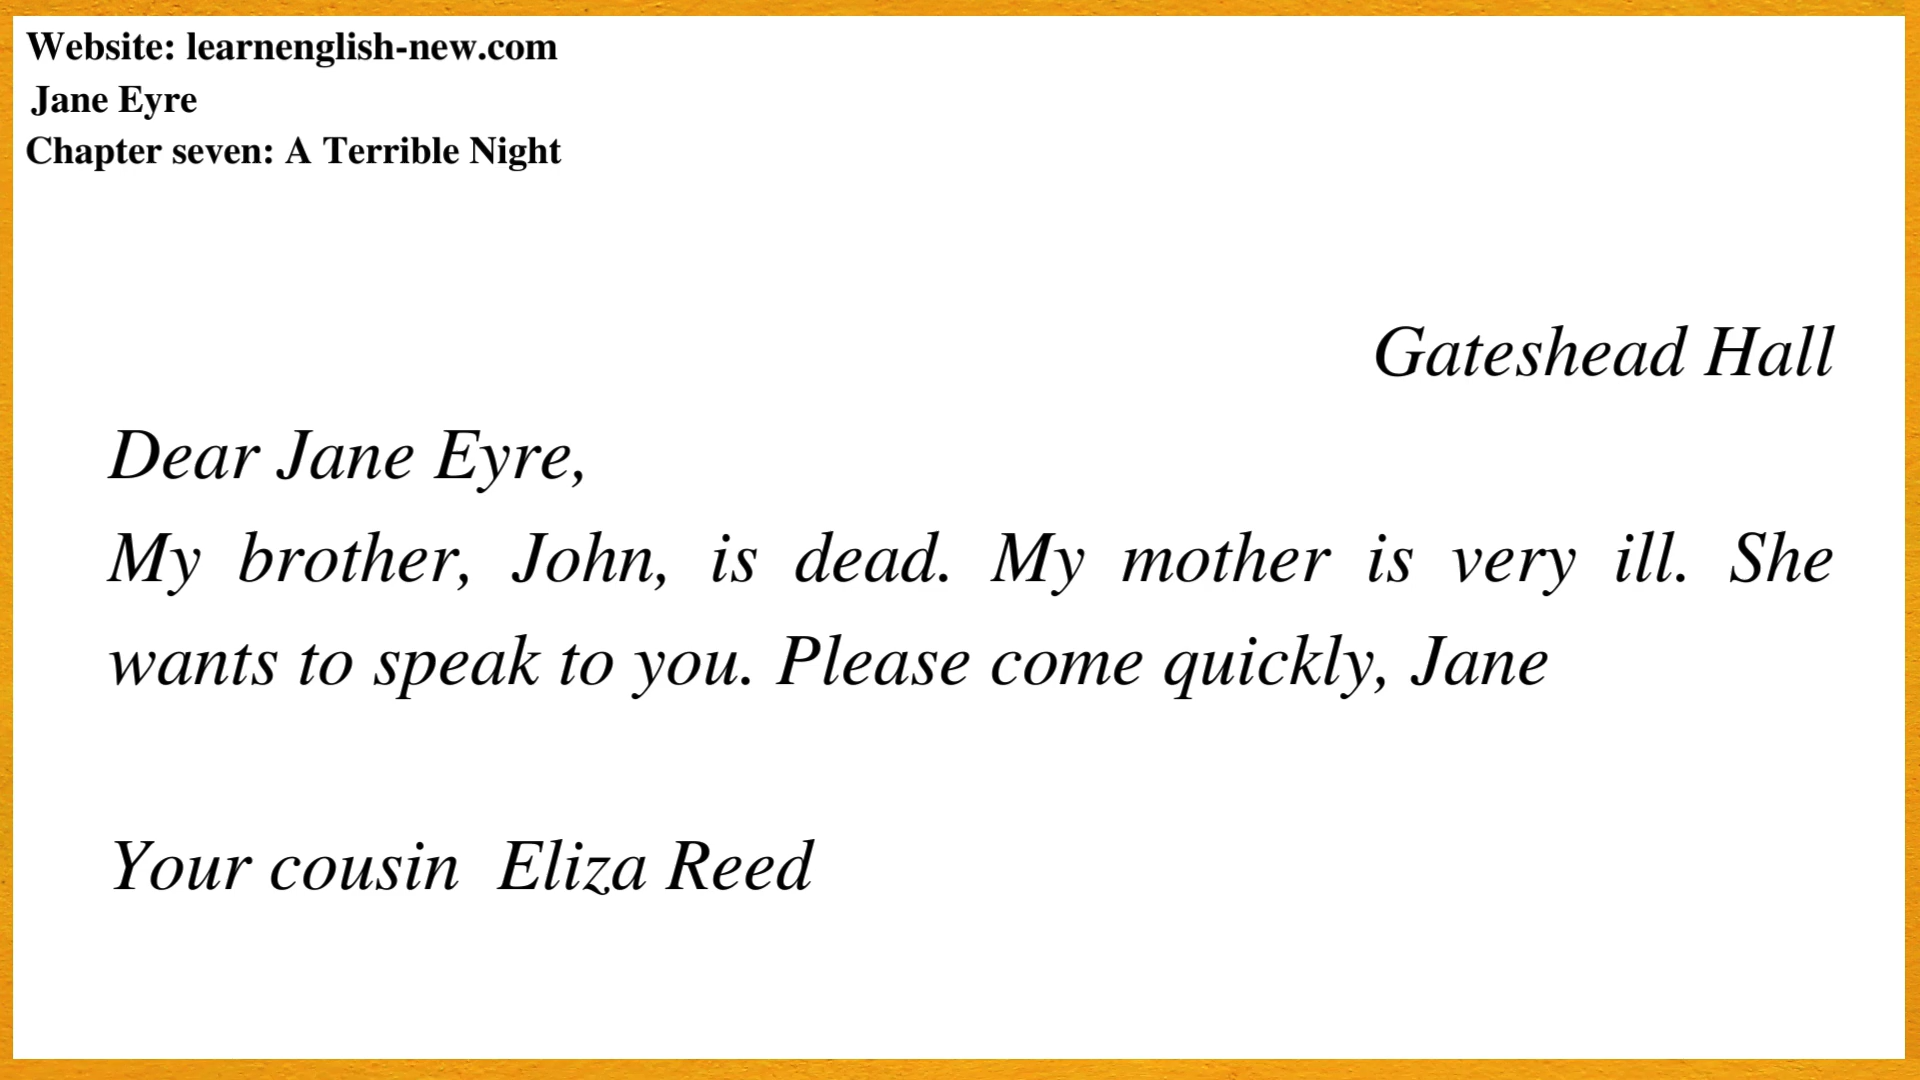 Website: learnenglish-new.com
Jane Eyre
Chapter seven: A Terrible Night
Gateshead Hall
Dear Jane Eyre,
My brother, John, is dead. My mother is very ill. She
wants to speak to you. Please come quickly, Jane
Your cousin  Eliza Reed